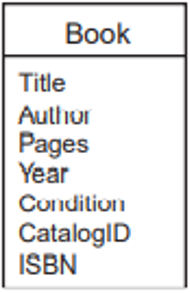 Book
Title
Author
Pages
Year
Condition
CatalogID
ISBN